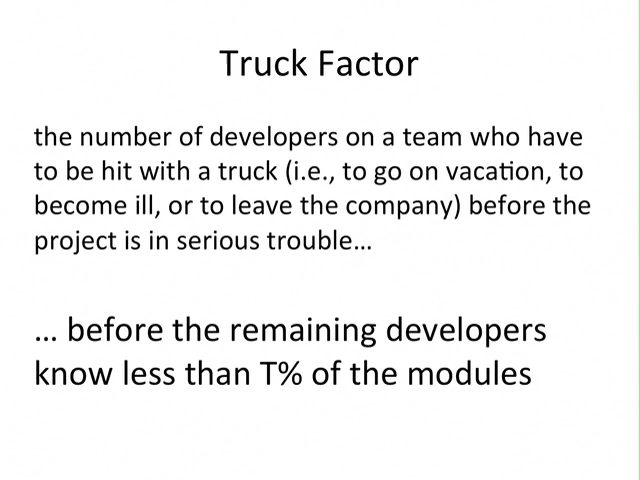 Truck Factor
the number of developers on a team who have
to be hit with a truck (i.e., to go on vacation, to
become ill, or to leave the company) before the
project is in serious trouble…
… before the remaining developers
know less than T% of the modules